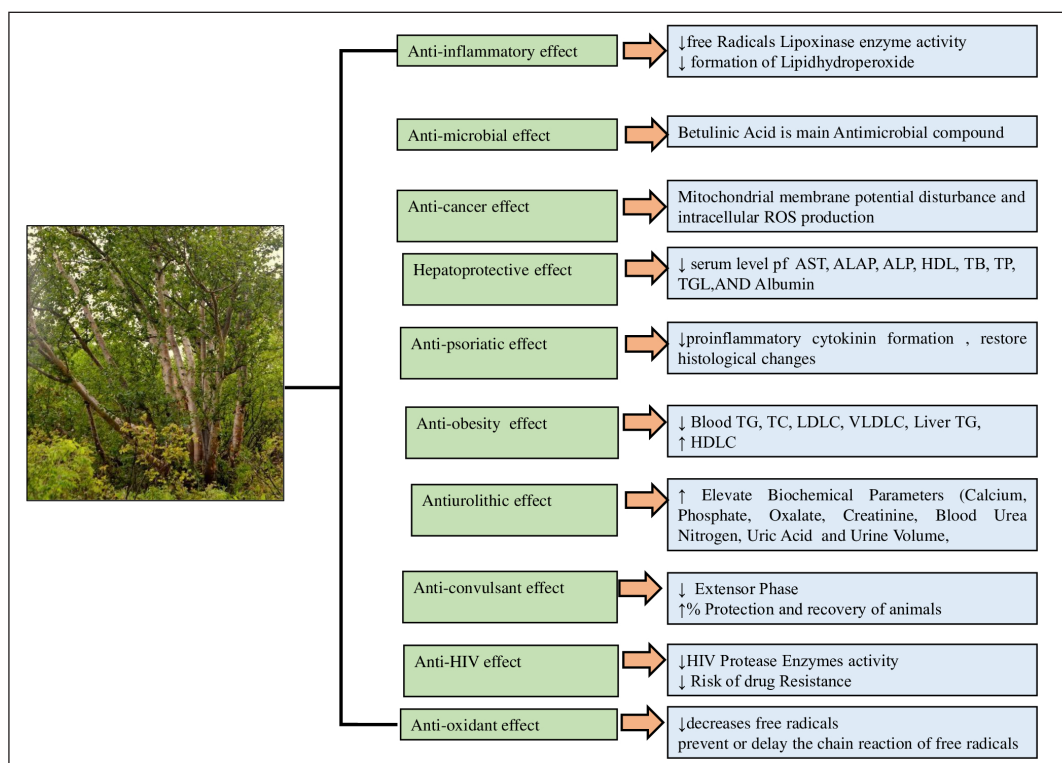 Anti-inflammatory effect
↓free Radicals Lipoxinase enzyme activity
↓ formation of Lipidhydroperoxide
Anti-microbial effect
Betulinic Acid is main Antimicrobial compound
Anti-cancer effect
Mitochondrial membrane potential disturbance and
intracellular ROS production
Hepatoprotective effect
↓ serum level pf AST, ALAP, ALP, HDL, TB, TP,
TGL,AND Albumin
Anti-psoriatic effect
↓proinflammatory cytokinin formation , restore
histological changes
Anti-obesity effect
↓ Blood TG, TC, LDLC, VLDLC, Liver TG,
↑ HDLC
Antiurolithic effect
↑ Elevate Biochemical Parameters (Calcium,
Phosphate, Oxalate, Creatinine, Blood Urea
Nitrogen, Uric Acid and Urine Volume,
Anti-convulsant effect
↓ Extensor Phase
↑% Protection and recovery of animals
Anti-HIV effect
↓HIV Protease Enzymes activity
↓ Risk of drug Resistance
Anti-oxidant effect
↓decreases free radicals
prevent or delay the chain reaction of free radicals